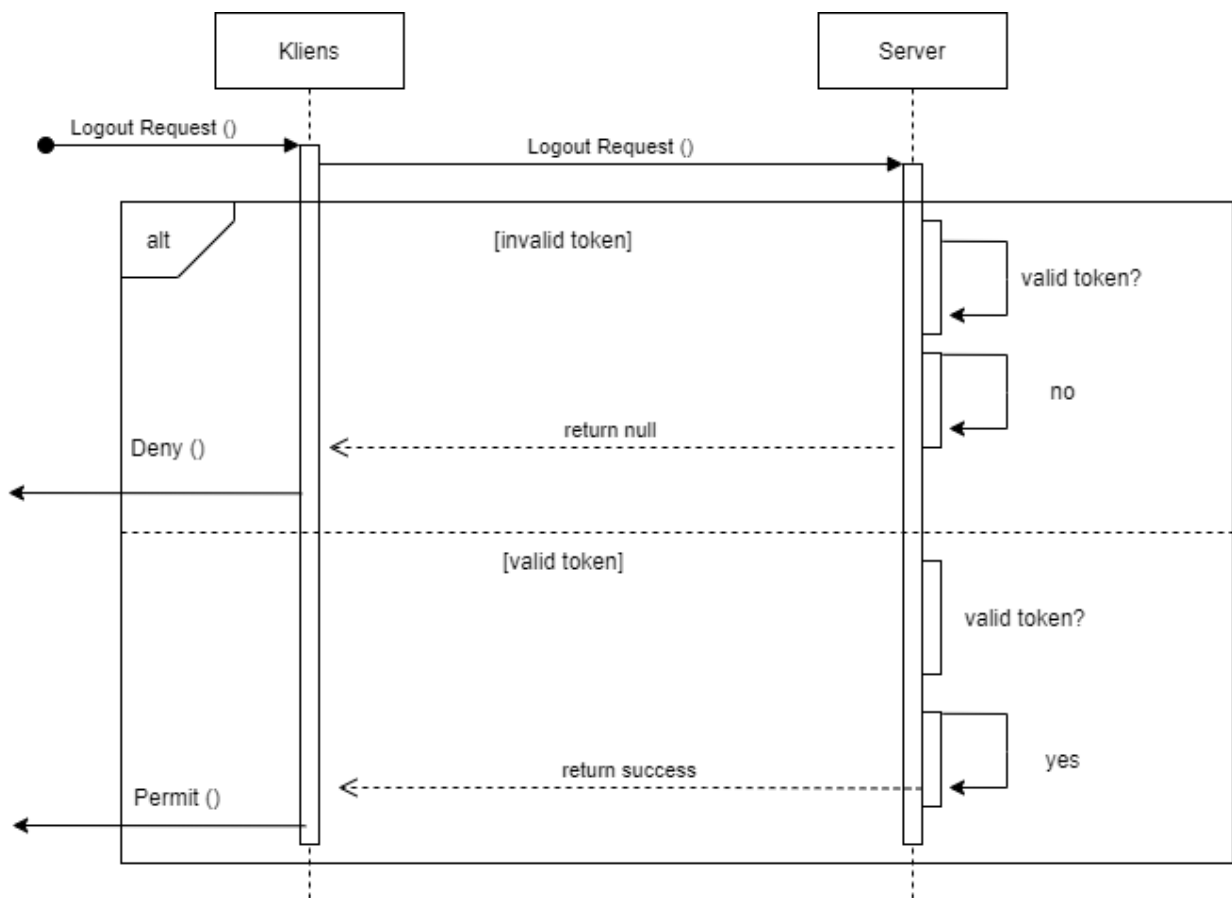 Kliens
Server
Logout Request ()
Logout Request ()
alt
[invalid token]
valid token?
no
return null
Deny ()
[valid token]
valid token?
yes
return success
Permit ()